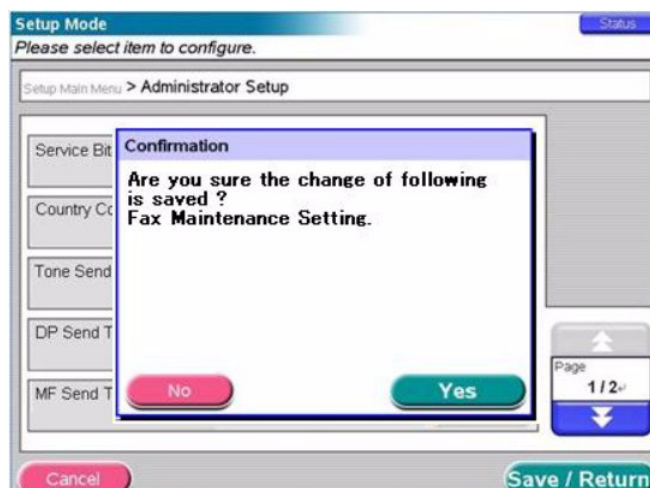 Setup Mode
Status
Please select item to configure.
Setup Main Menu > Administrator Setup
Service Bit
Confirmation
Are you sure the change of following
is saved ?
Fax Maintenance Setting.
Country Co
Tone Send
DP Send T
MF Send T
No
Yes
Page
1/2
Cancel
Save / Return